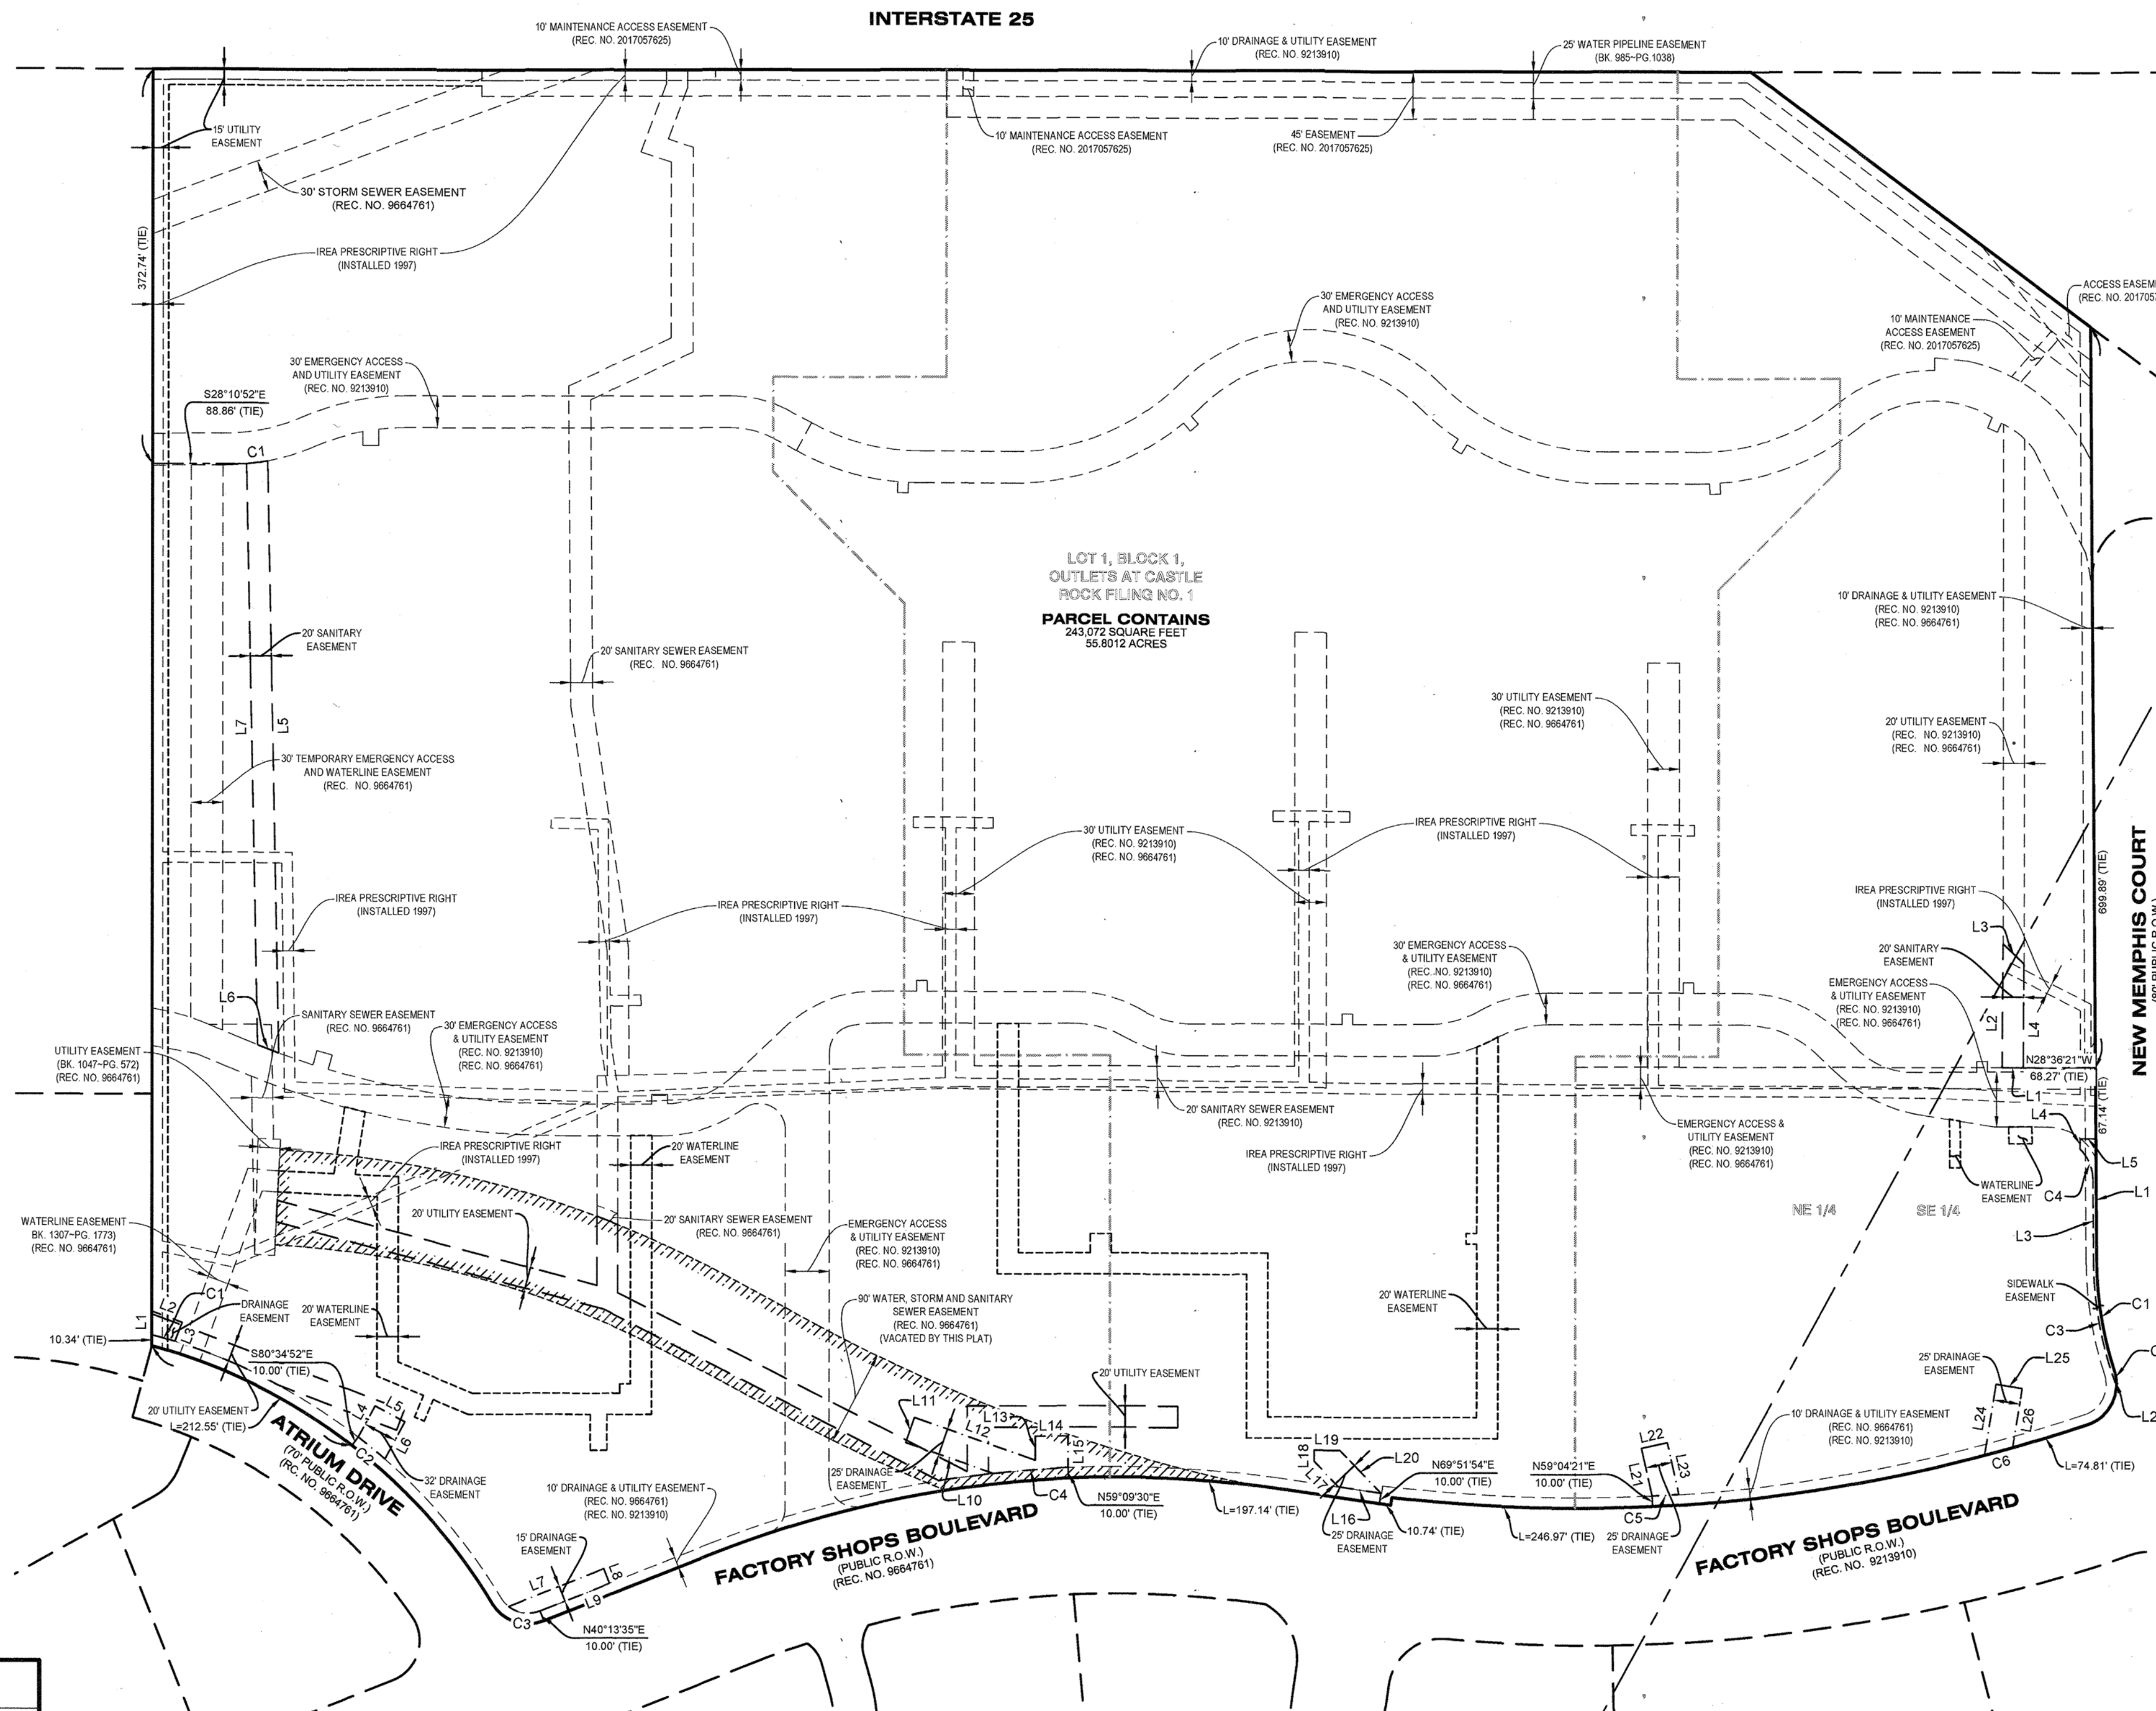 INTERSTATE 25
10' MAINTENANCE ACCESS EASEMENT
(REC. NO. 2017057625)
10' DRAINAGE & UTILITY EASEMENT
(REC. NO. 9213910)
25' WATER PIPELINE EASEMENT
(BK. 985~PG.1038)
15' UTILITY
EASEMENT
10' MAINTENANCE ACCESS EASEMENT
(REC. NO. 2017057625)
45' EASEMENT
(REC. NO. 2017057625)
30' STORM SEWER EASEMENT
(REC. NO. 9664761)
372.74' (TIE)
IREA PRESCRIPTIVE RIGHT
(INSTALLED 1997)
30' EMERGENCY ACCESS
AND UTILITY EASEMENT
(REC. NO. 9213910)
ACCESS EASEM
(REC. NO. 2017057
10' MAINTENANCE
ACCESS EASEMENT
(REC. NO. 2017057625)
30' EMERGENCY ACCESS
AND UTILITY EASEMENT
(REC. NO. 9213910)
S28°10'52"E
88.86' (TIE)
C1
LOT 1, BLOCK 1,
OUTLETS AT CASTLE
ROCK FILING NO. 1
PARCEL CONTAINS
243,072 SQUARE FEET
55.8012 ACRES
10' DRAINAGE & UTILITY EASEMENT
(REC. NO. 9213910)
(REC. NO. 9664761)
20' SANITARY
EASEMENT
20' SANITARY SEWER EASEMENT
(REC. NO. 9664761)
L7
L5
30' UTILITY EASEMENT
(REC. NO. 9213910)
(REC. NO. 9664761)
20' UTILITY EASEMENT
(REC. NO. 9213910)
(REC. NO. 9664761)
30' TEMPORARY EMERGENCY ACCESS
AND WATERLINE EASEMENT
(REC. NO. 9664761)
30' UTILITY EASEMENT
(REC. NO. 9213910)
(REC. NO. 9664761)
IREA PRESCRIPTIVE RIGHT
(INSTALLED 1997)
699.89' (TIE)
NEW MEMPHIS COURT
IREA PRESCRIPTIVE RIGHT
(INSTALLED 1997)
IREA PRESCRIPTIVE RIGHT
(INSTALLED 1997)
IREA PRESCRIPTIVE RIGHT
(INSTALLED 1997)
L3
20' SANITARY
EASEMENT
30' EMERGENCY ACCESS
& UTILITY EASEMENT
(REC. NO. 9213910)
(REC. NO. 9664761)
EMERGENCY ACCESS
& UTILITY EASEMENT
(REC. NO. 9213910)
(REC. NO. 9664761)
L2
L4
L6
SANITARY SEWER EASEMENT
(REC. NO. 9664761)
30' EMERGENCY ACCESS
& UTILITY EASEMENT
(REC. NO. 9213910)
(REC. NO. 9664761)
UTILITY EASEMENT
(BK. 1047~PG. 572)
(REC. NO. 9664761)
N28°36'21"W
68.27' (TIE)
L1
67.14' (TIE)
20' SANITARY SEWER EASEMENT
(REC. NO. 9213910)
L4
EMERGENCY ACCESS &
UTILITY EASEMENT
(REC. NO. 9213910)
(REC. NO. 9664761)
IREA PRESCRIPTIVE RIGHT
(INSTALLED 1997)
20' WATERLINE
EASEMENT
IREA PRESCRIPTIVE RIGHT
(INSTALLED 1997)
L5
WATERLINE
EASEMENT
C4
L1
NE 1/4
SE 1/4
L3
20' UTILITY EASEMENT
20' SANITARY SEWER EASEMENT
(REC. NO. 9664761)
WATERLINE EASEMENT
BK. 1307~PG. 1773)
(REC. NO. 9664761)
EMERGENCY ACCESS
& UTILITY EASEMENT
(REC. NO. 9213910)
(REC. NO. 9664761)
SIDEWALK
EASEMENT
C1
C3
C1
L2
L1
L3
DRAINAGE
EASEMENT
20' WATERLINE
EASEMENT
90' WATER, STORM AND SANITARY
SEWER EASEMENT
(REC. NO. 9664761)
(VACATED BY THIS PLAT)
20' WATERLINE
EASEMENT
10.34' (TIE)
S80°34'52"E
10.00' (TIE)
20' UTILITY EASEMENT
25' DRAINAGE
EASEMENT
L25
20' UTILITY EASEMENT
L=212.55' (TIE)
L4
L5
L6
C2
ATRIUM DRIVE
(70' PUBLIC R.O.W.)
(RC. NO. 9664761)
32' DRAINAGE
EASEMENT
L11
L13
L12
L14
L15
25' DRAINAGE
EASEMENT
L10
C4
N59°09'30"E
10.00' (TIE)
L=197.14' (TIE)
L19
L18
L17
L20
L16
N69°51'54"E
10.00' (TIE)
25' DRAINAGE
EASEMENT
10.74' (TIE)
L=246.97' (TIE)
N59°04'21"E
10.00' (TIE)
L22
L21
L23
C5
25' DRAINAGE
EASEMENT
10' DRAINAGE & UTILITY EASEMENT
(REC. NO. 9664761)
(REC. NO. 9213910)
L24
L26
C6
L=74.81' (TIE)
10' DRAINAGE & UTILITY EASEMENT
(REC. NO. 9664761)
(REC. NO. 9213910)
15' DRAINAGE
EASEMENT
L7
L8
L9
C3
N40°13'35"E
10.00' (TIE)
FACTORY SHOPS BOULEVARD
(PUBLIC R.O.W.)
(REC. NO. 9664761)
FACTORY SHOPS BOULEVARD
(PUBLIC R.O.W.)
(REC. NO. 9213910)